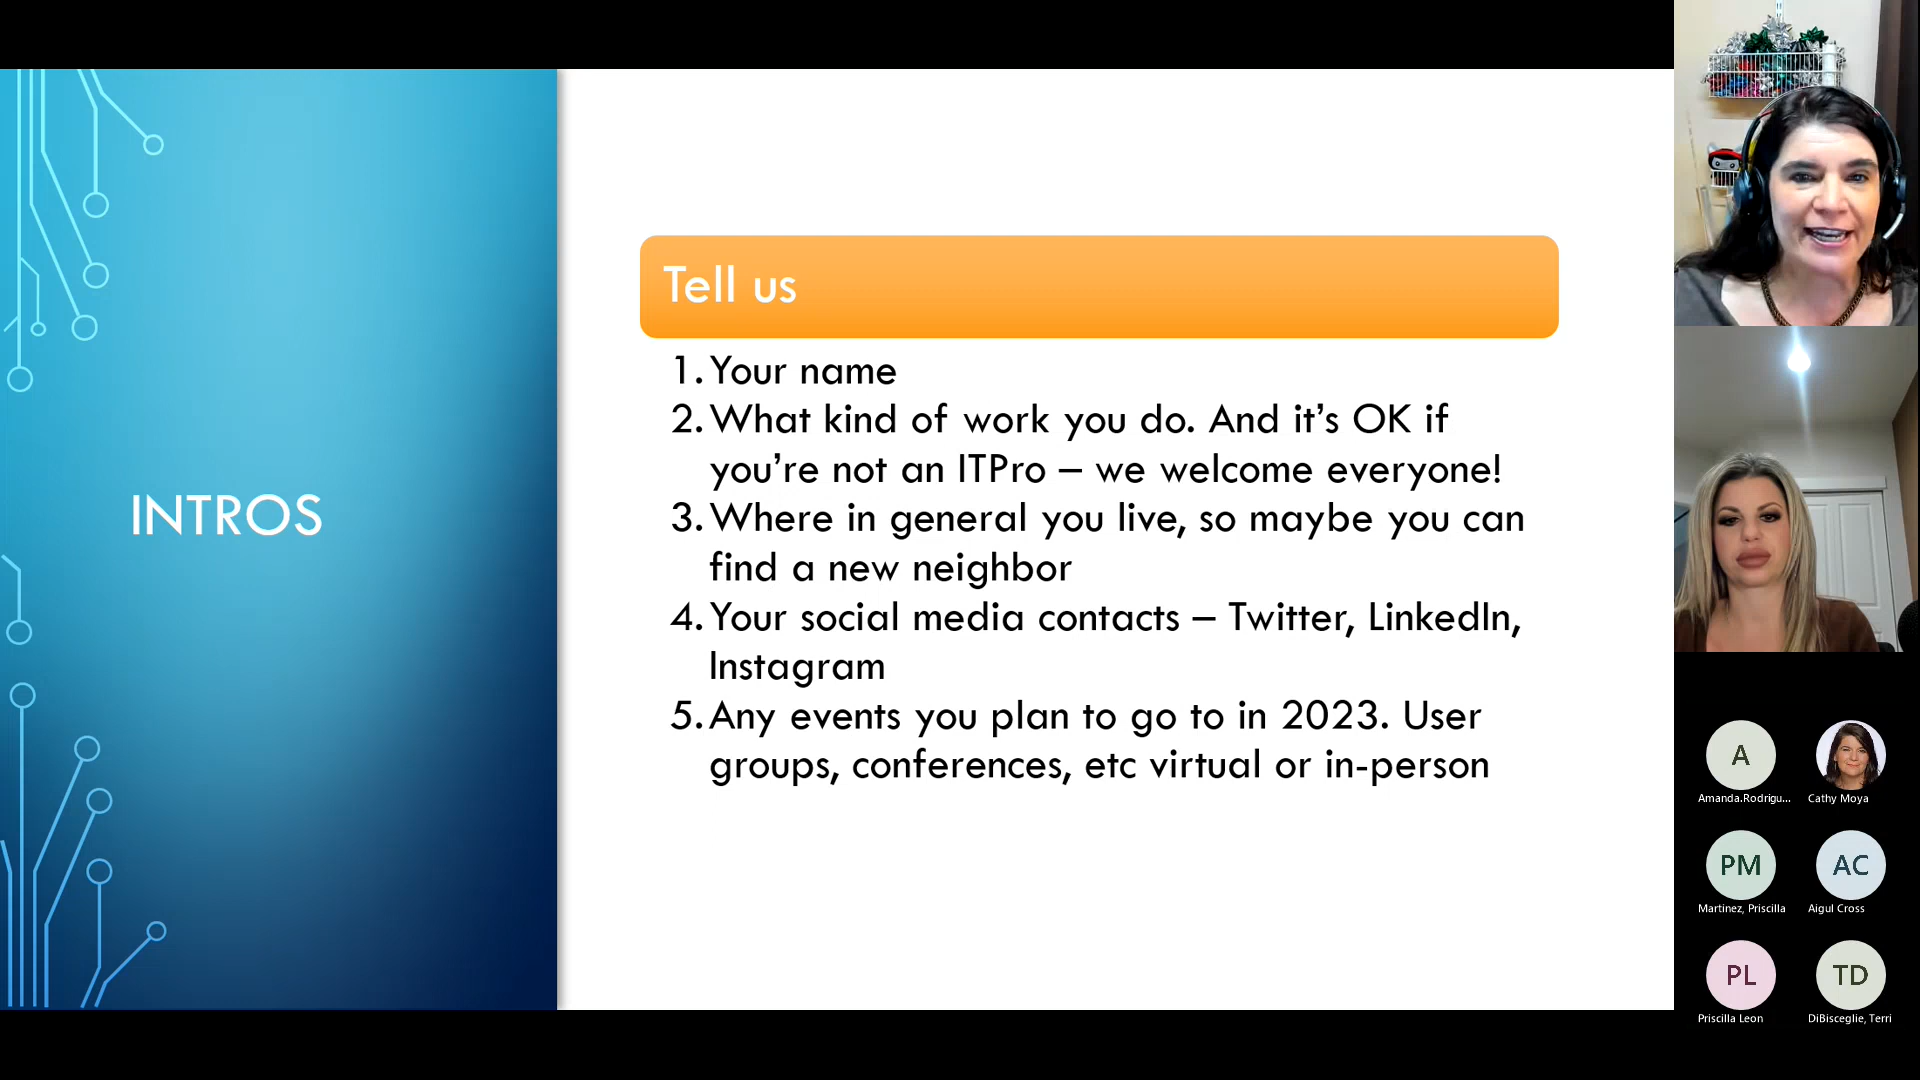 INTROS
Tell us
1. Your name
2. What kind of work you do. And it’s OK if
you’re not an ITPro – we welcome everyone!
3. Where in general you live, so maybe you can
find a new neighbor
4. Your social media contacts – Twitter, LinkedIn,
Instagram
5. Any events you plan to go to in 2023. User
groups, conferences, etc virtual or in-person
A
Amanda.Rodrigu...
Cathy Moya
PM
Martinez, Priscilla
AC
Aigul Cross
PL
Priscilla Leon
TD
DiBisceglie, Terri